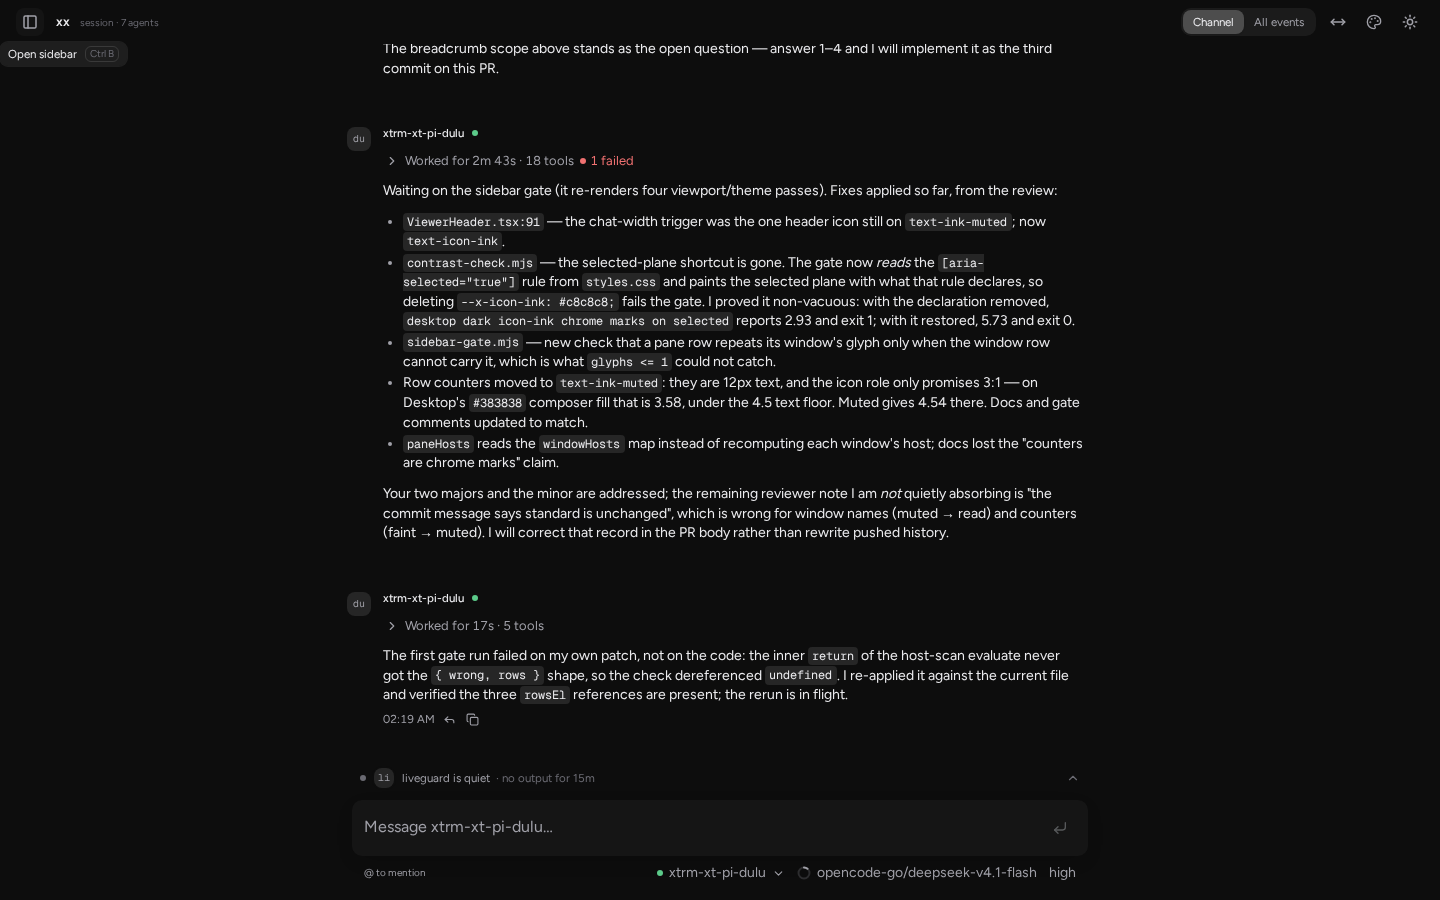 xx session · 7 agents
Channel All events
Open sidebar Ctrl B
The breadcrumb scope above stands as the open question — answer 1–4 and I will implement it as the third
commit on this PR.
du xtrm-xt-pi-dulu
Worked for 2m 43s · 18 tools 1 failed
Waiting on the sidebar gate (it re-renders four viewport/theme passes). Fixes applied so far, from the review:
• ViewerHeader.tsx:91 — the chat-width trigger was the one header icon still on text-ink-muted; now
text-icon-ink.
• contrast-check.mjs — the selected-plane shortcut is gone. The gate now reads the [aria-
selected="true"] rule from styles.css and paints the selected plane with what that rule declares, so
deleting --x-icon-ink: #c8c8c8; fails the gate. I proved it non-vacuous: with the declaration removed,
desktop dark icon-ink chrome marks on selected reports 2.93 and exit 1; with it restored, 5.73 and exit 0.
• sidebar-gate.mjs — new check that a pane row repeats its window's glyph only when the window row
cannot carry it, which is what glyphs <= 1 could not catch.
• Row counters moved to text-ink-muted: they are 12px text, and the icon role only promises 3:1 — on
Desktop's #383838 composer fill that is 3.58, under the 4.5 text floor. Muted gives 4.54 there. Docs and gate
comments updated to match.
• paneHosts reads the windowHosts map instead of recomputing each window's host; docs lost the "counters
are chrome marks" claim.
Your two majors and the minor are addressed; the remaining reviewer note I am not quietly absorbing is "the
commit message says standard is unchanged", which is wrong for window names (muted → read) and counters
(faint → muted). I will correct that record in the PR body rather than rewrite pushed history.
du xtrm-xt-pi-dulu
Worked for 17s · 5 tools
The first gate run failed on my own patch, not on the code: the inner return of the host-scan evaluate never
got the { wrong, rows } shape, so the check dereferenced undefined. I re-applied it against the current file
and verified the three rowsEl references are present; the rerun is in flight.
02:19 AM
li liveguard is quiet · no output for 15m
Message xtrm-xt-pi-dulu...
@ to mention xtrm-xt-pi-dulu opencode-go/deepseek-v4.1-flash high